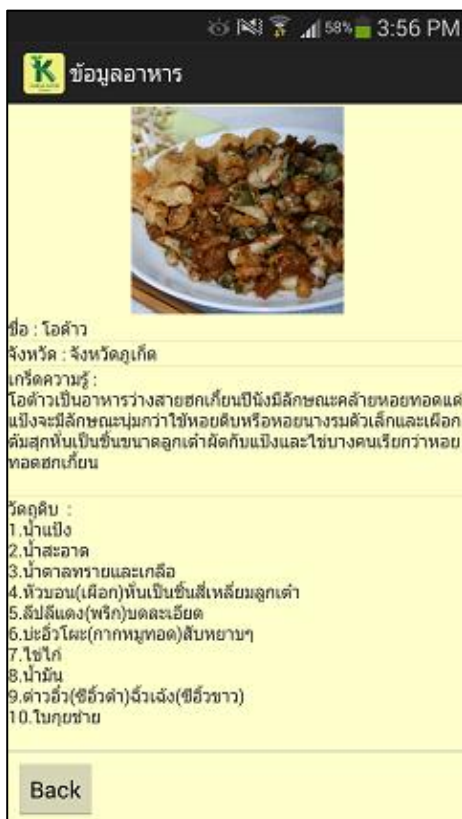 58% 3:56 PM
K ข้อมูลอาหาร
ชื่อ : โอต้าว
จังหวัด : จังหวัดภูเก็ต
เกร็ดความรู้ :
โอต้าวเป็นอาหารว่างสายฮกเกี้ยนปีนังมีลักษณะคล้ายหอยทอดแต่
แป้งจะมีลักษณะนุ่มกว่าใช้หอยติบหรือหอยนางรมตัวเล็กและเผือก
ต้มสุกหั่นเป็นชิ้นขนาดลูกเต๋าผัดกับแป้งและไข่บางคนเรียกว่าหอย
ทอดฮกเกี้ยน
วัตถุดิบ :
1.น้ำแป้ง
2.น้ำสะอาด
3.น้ำตาลทรายและเกลือ
4.หัวบอน(เผือก)หั่นเป็นชิ้นสี่เหลี่ยมลูกเต๋า
5.ลีปลีแดง(พริก)บดละเอียด
6.บะอิ่วโผะ(กากหมูทอด)สับหยาบๆ
7.ไข่ไก่
8.น้ำมัน
9.ต่าวอิ๋ว(ซีอิ้วดำ)ฉิ้วเฉ้ง(ซีอิ้วขาว)
10.ใบกุยช่าย
Back